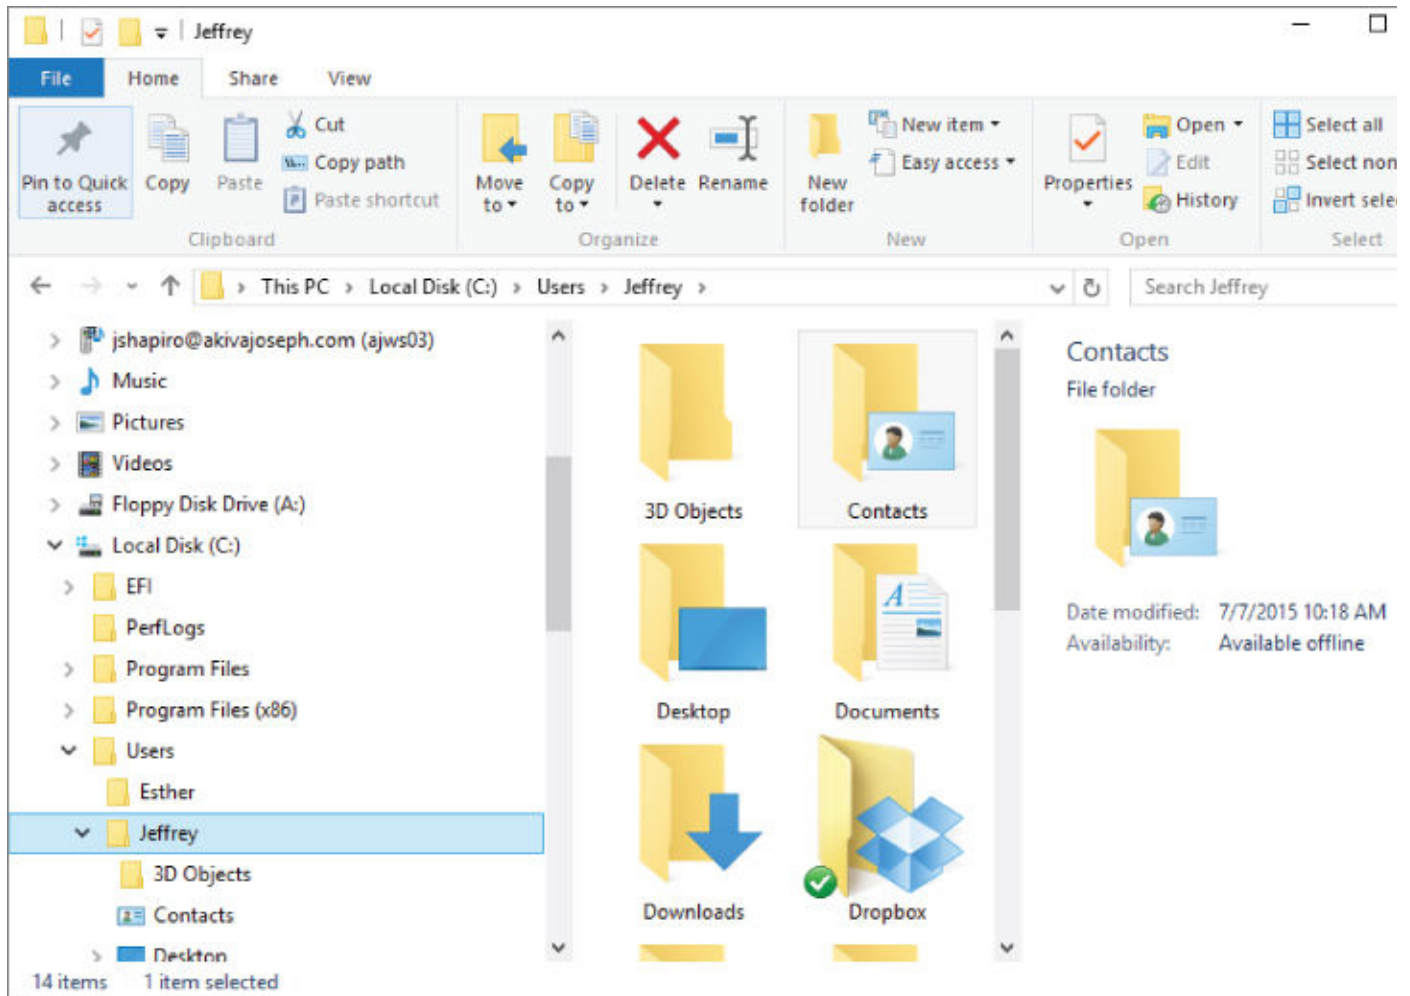 Jeffrey
File Home Share View
Pin to Quick access
Copy
Paste
Cut
Copy path
Paste shortcut
Clipboard
Move to
Copy to
Delete
Rename
Organize
New folder
New item
Easy access
New
Properties
Open
Edit
History
Open
Select all
Select non
Invert sele
Select
This PC > Local Disk (C:) > Users > Jeffrey >
Search Jeffrey
jshapiro@akivajoseph.com (ajws03)
Music
Pictures
Videos
Floppy Disk Drive (A:)
Local Disk (C:)
EFI
PerfLogs
Program Files
Program Files (x86)
Users
Esther
Jeffrey
3D Objects
Contacts
Desktop
3D Objects
Contacts
Desktop
Documents
Downloads
Dropbox
Contacts
File folder
Date modified: 7/7/2015 10:18 AM
Availability: Available offline
14 items 1 item selected